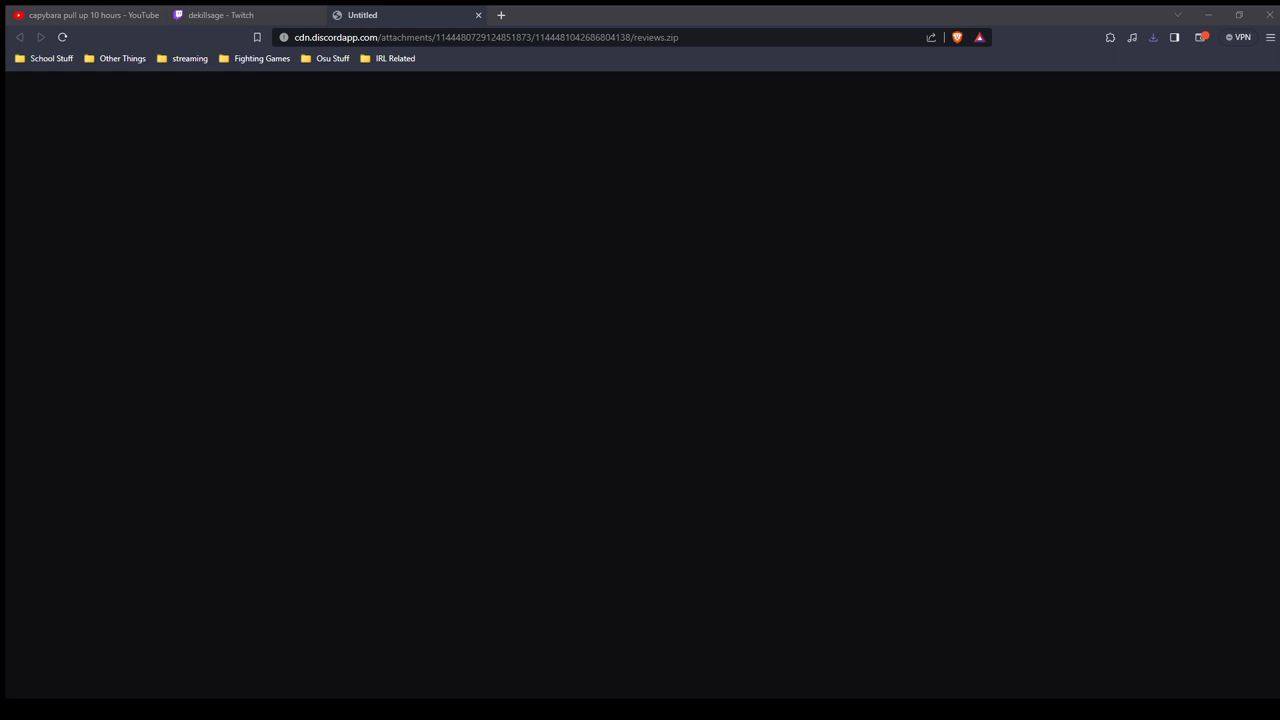 capybara pull up 10 hours - YouTube dekillsage - Twitch Untitled
cdn.discordapp.com/attachments/1144480729124851873/1144481042686804138/reviews.zip VPN
School Stuff Other Things streaming Fighting Games Osu Stuff IRL Related